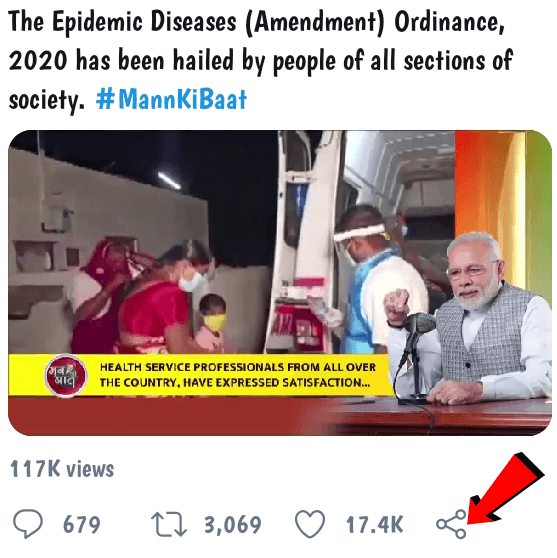 The Epidemic Diseases (Amendment) Ordinance,
2020 has been hailed by people of all sections of
society. #MannKiBaat
मन की
बात
HEALTH SERVICE PROFESSIONALS FROM ALL OVER
THE COUNTRY, HAVE EXPRESSED SATISFACTION...
117K views
679 3,069 17.4K